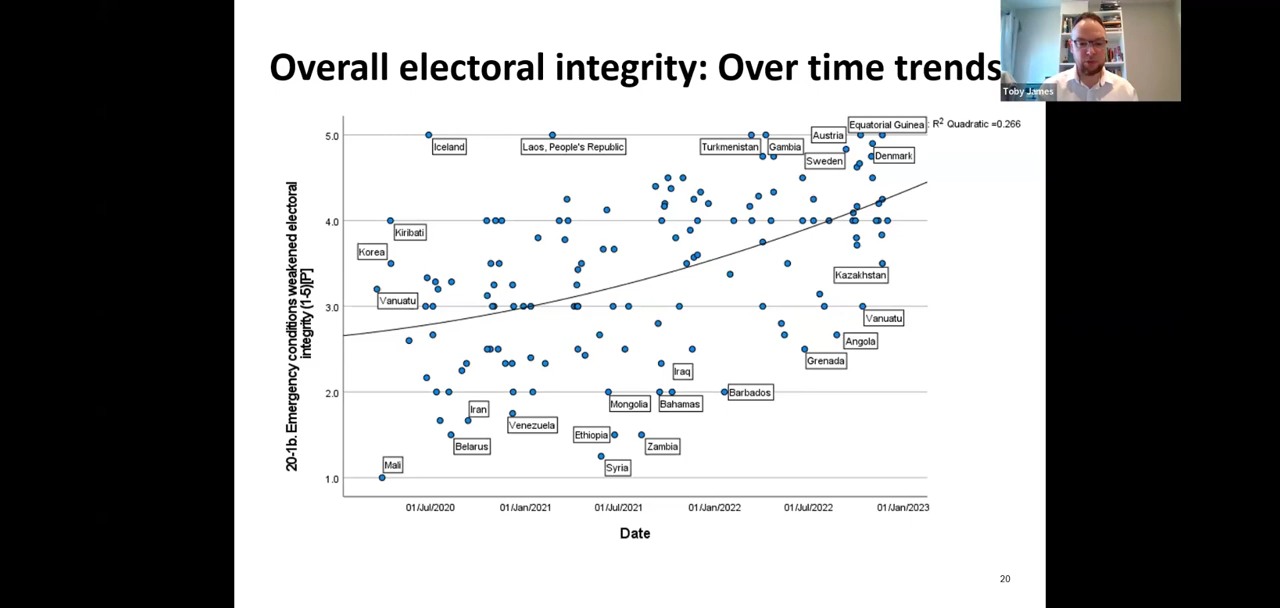 Overall electoral integrity: Over time trends
Toby James
20-1b. Emergency conditions weakened electoral
integrity (1-5)[P]
5.0
4.0
3.0
2.0
1.0
Iceland
Laos, People's Republic
Turkmenistan
Gambia
Austria
Equatorial Guinea
: R2 Quadratic =0.266
Sweden
Denmark
Kiribati
Korea
Vanuatu
Kazakhstan
Vanuatu
Angola
Grenada
Iraq
Barbados
Mongolia
Bahamas
Iran
Venezuela
Belarus
Ethiopia
Zambia
Syria
Mali
01/Jul/2020
01/Jan/2021
01/Jul/2021
01/Jan/2022
01/Jul/2022
01/Jan/2023
Date
20